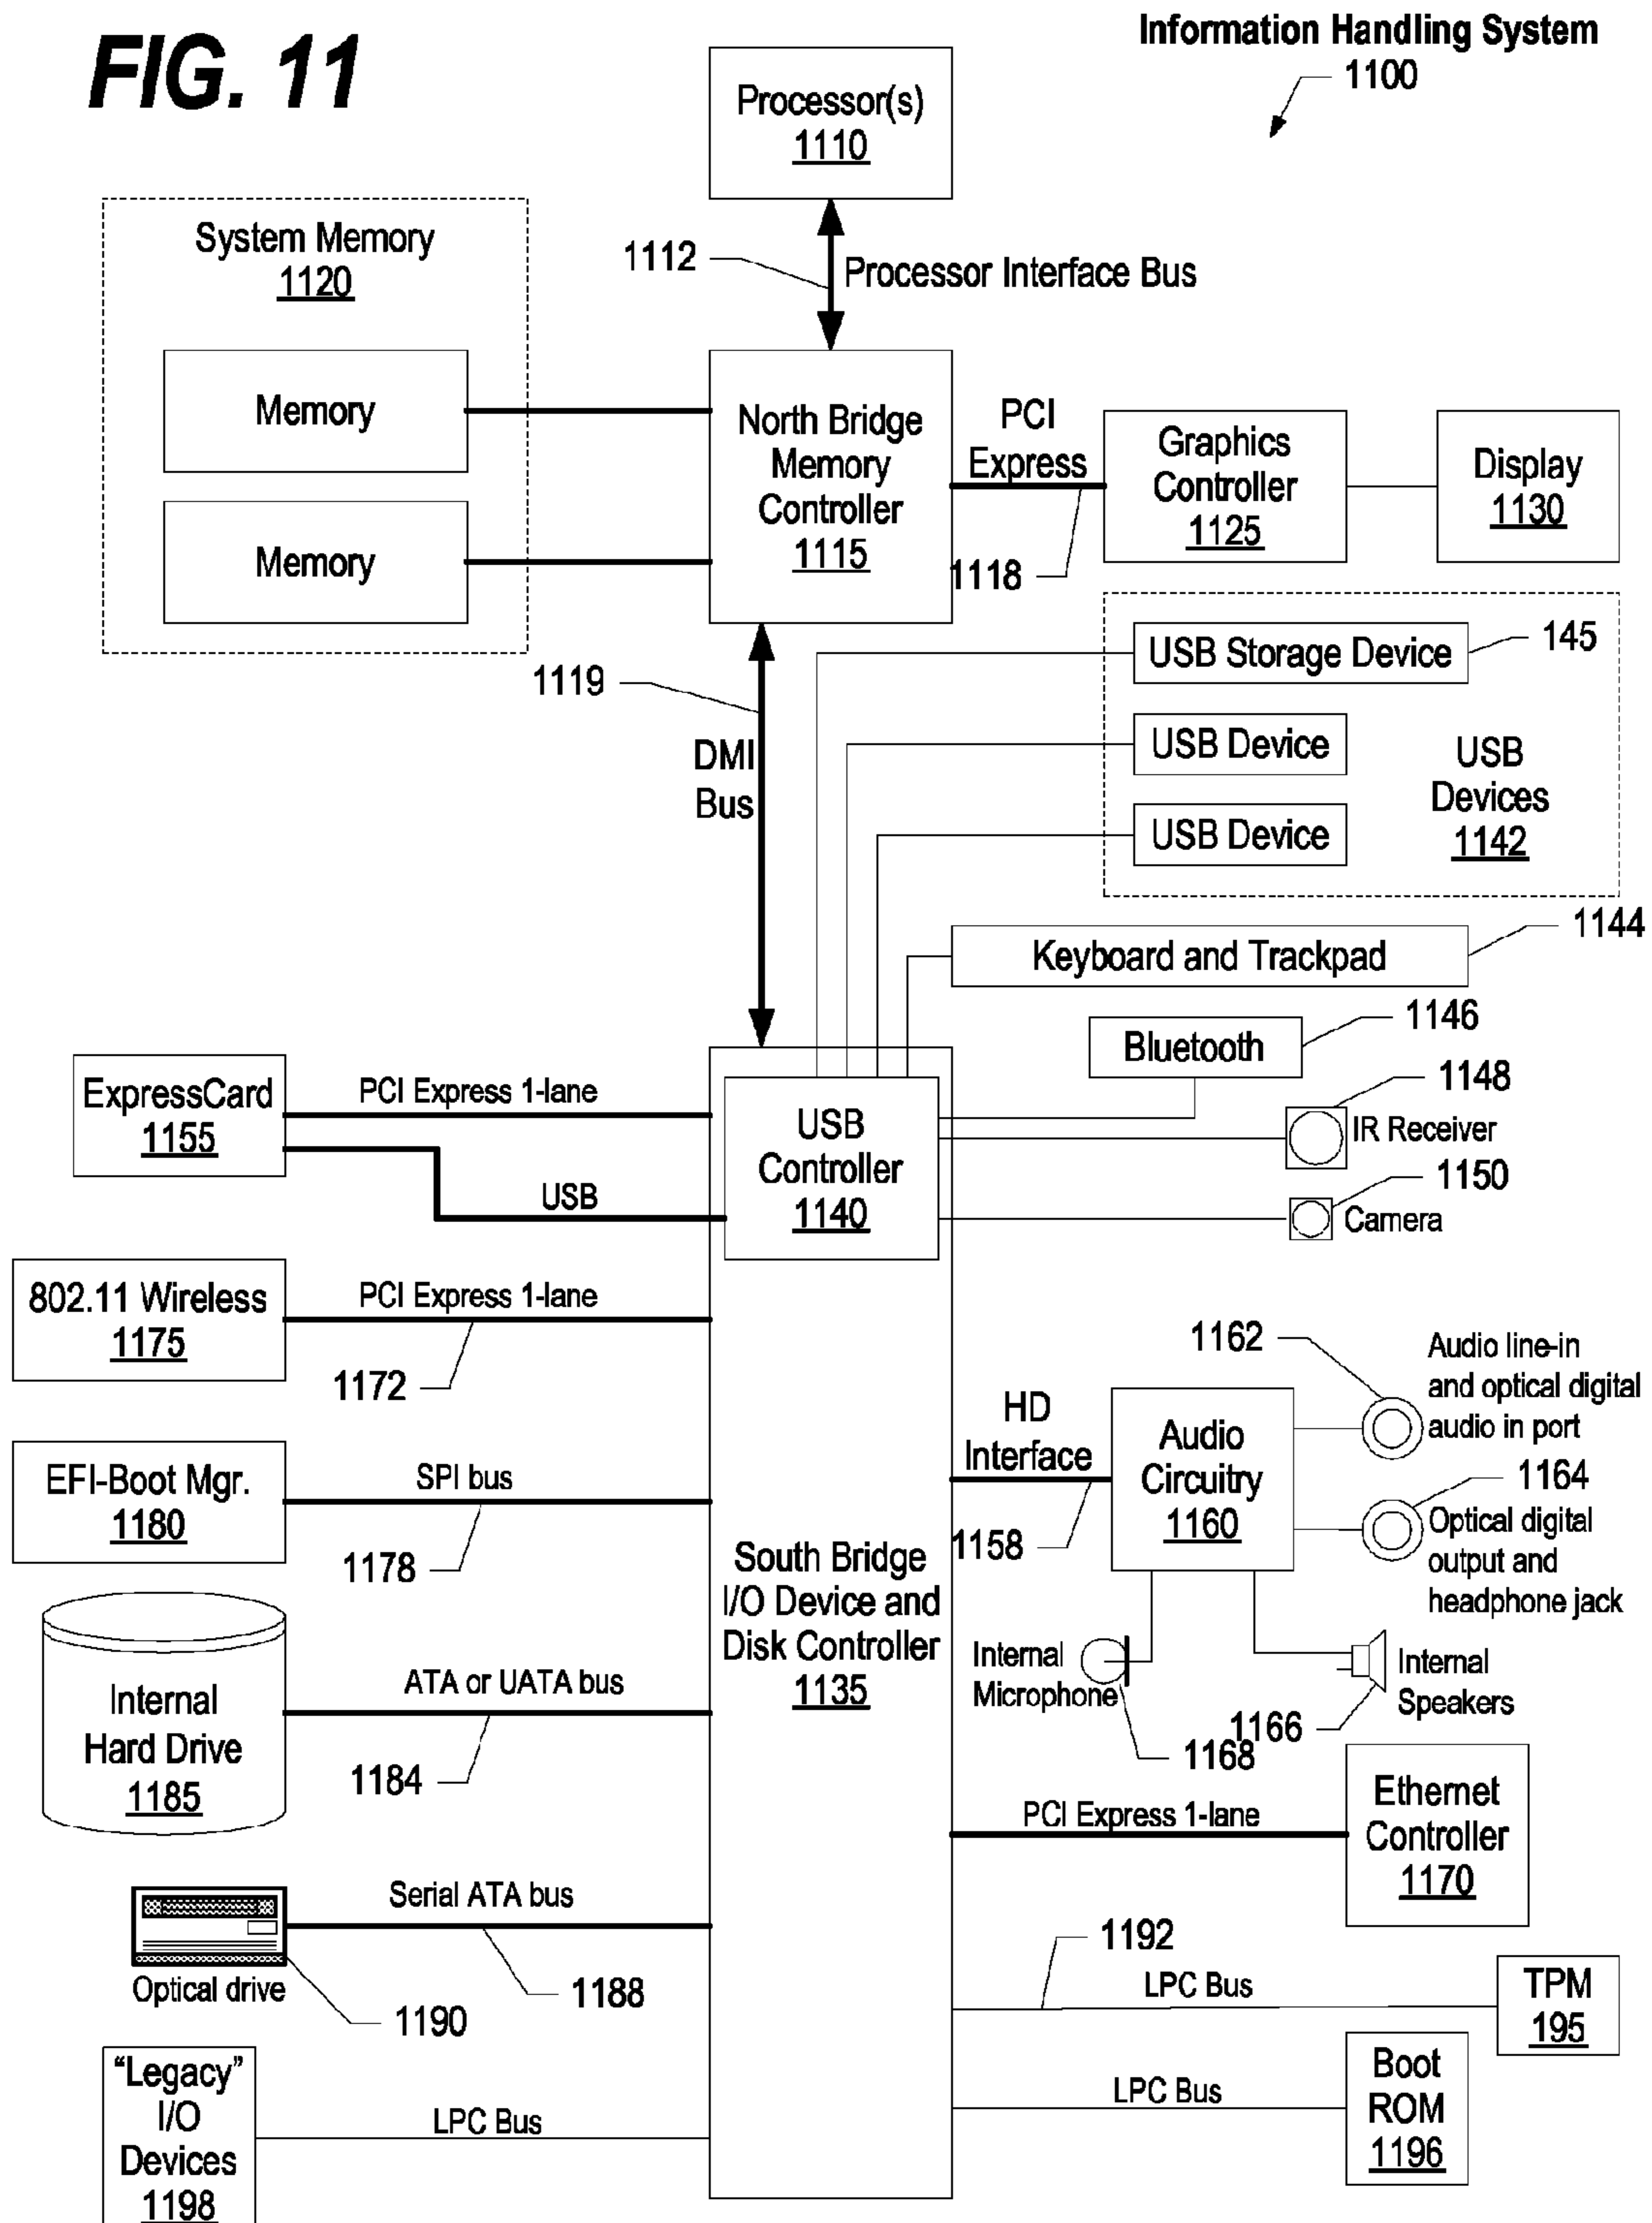 FIG. 11
Information Handling System
1100
Processor(s)
1110
System Memory
1120
1112
Processor Interface Bus
Memory
Memory
North Bridge
Memory
Controller
1115
PCI
Express
1118
Graphics
Controller
1125
Display
1130
1119
DMI
Bus
USB Storage Device
145
USB Device
USB Device
USB
Devices
1142
1144
Keyboard and Trackpad
1146
Bluetooth
1148
IR Receiver
1150
Camera
ExpressCard
1155
PCI Express 1-lane
USB
USB
Controller
1140
802.11 Wireless
1175
PCI Express 1-lane
1172
1162
Audio line-in
and optical digital
audio in port
HD
Interface
1158
Audio
Circuitry
1160
1164
Optical digital
output and
headphone jack
EFI-Boot Mgr.
1180
SPI bus
1178
South Bridge
I/O Device and
Disk Controller
1135
Internal
Microphone
1168
Internal
Speakers
1166
Internal
Hard Drive
1185
ATA or UATA bus
1184
PCI Express 1-lane
Ethernet
Controller
1170
Serial ATA bus
1188
Optical drive
1190
1192
LPC Bus
TPM
195
"Legacy"
I/O
Devices
1198
LPC Bus
LPC Bus
Boot
ROM
1196